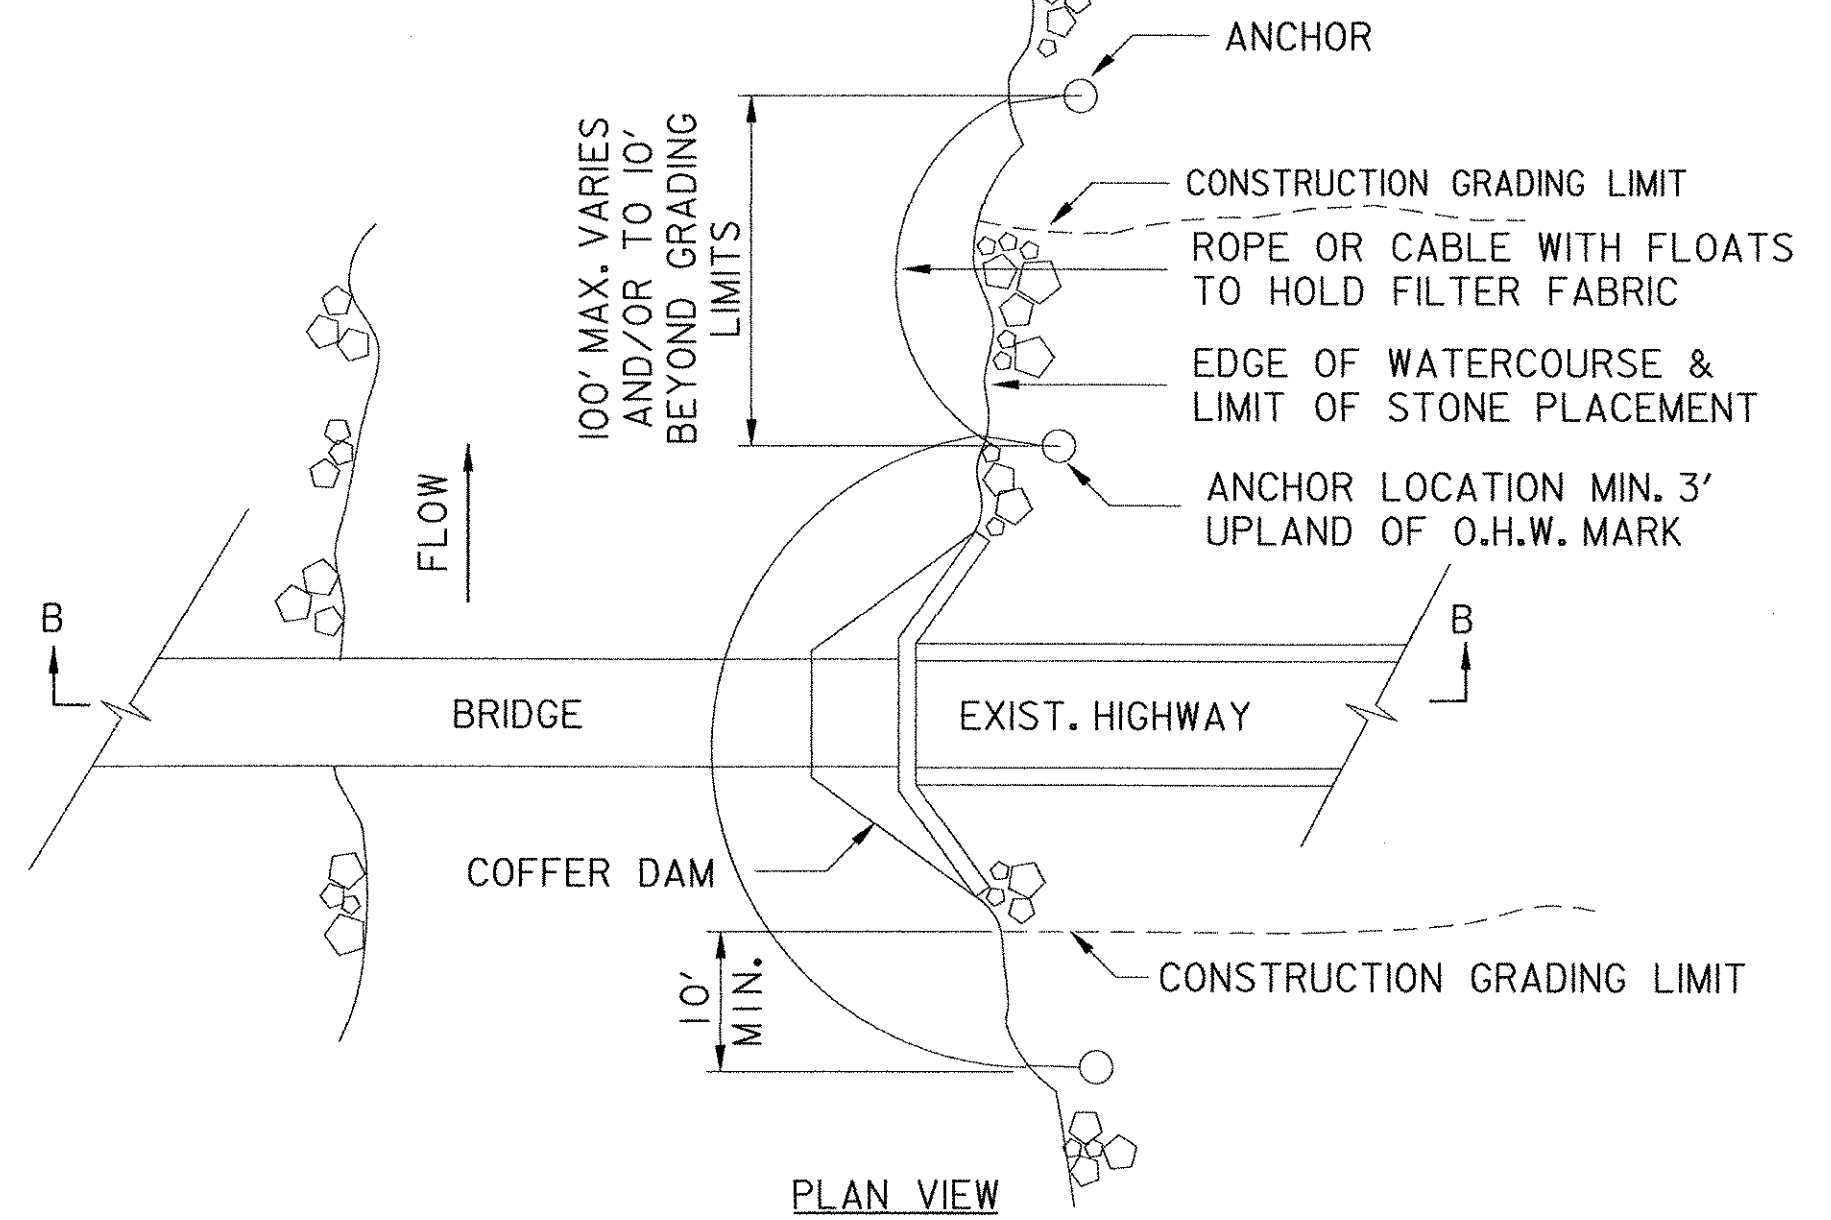 ANCHOR
100' MAX. VARIES
AND/OR TO 10'
BEYOND GRADING
LIMITS
CONSTRUCTION GRADING LIMIT
ROPE OR CABLE WITH FLOATS
TO HOLD FILTER FABRIC
EDGE OF WATERCOURSE &
LIMIT OF STONE PLACEMENT
ANCHOR LOCATION MIN. 3'
UPLAND OF O.H.W. MARK
FLOW
B
B
BRIDGE
EXIST. HIGHWAY
COFFER DAM
10'
MIN.
CONSTRUCTION GRADING LIMIT
PLAN VIEW